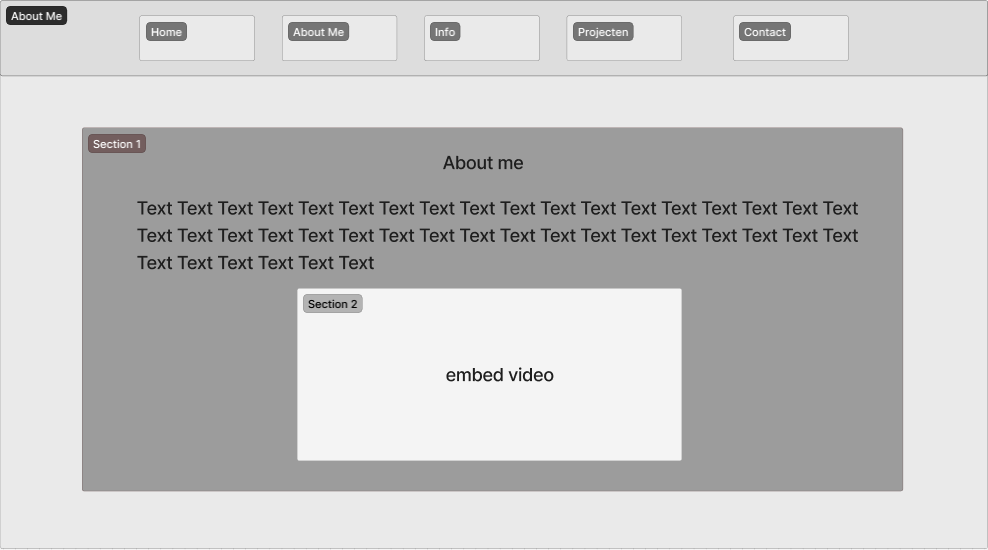 About Me
Home
About Me
Info
Projecten
Contact
Section 1
About me
Text Text Text Text Text Text Text Text Text Text Text Text Text Text Text Text Text Text
Text Text Text Text Text Text Text Text Text Text Text Text Text Text Text Text Text Text
Text Text Text Text Text Text
Section 2
embed video